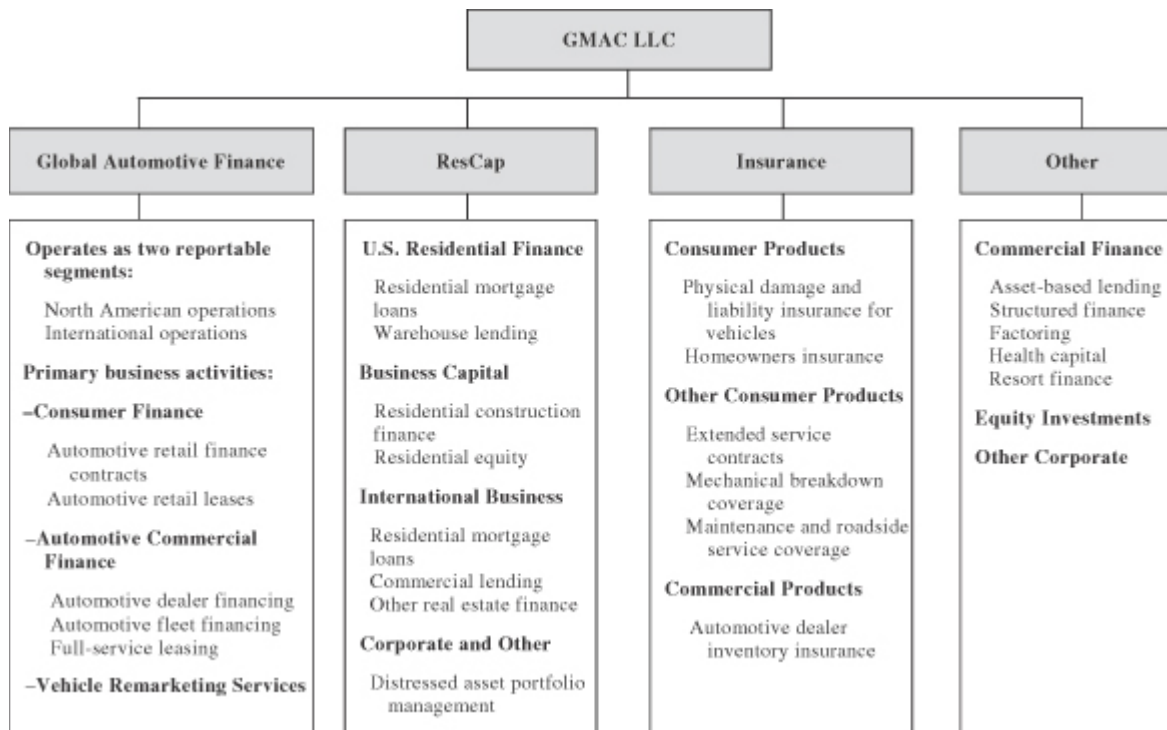 GMAC LLC
Global Automotive Finance
Operates as two reportable
segments:
North American operations
International operations
Primary business activities:
–Consumer Finance
Automotive retail finance
contracts
Automotive retail leases
–Automotive Commercial
Finance
Automotive dealer financing
Automotive fleet financing
Full-service leasing
–Vehicle Remarketing Services
ResCap
U.S. Residential Finance
Residential mortgage
loans
Warehouse lending
Business Capital
Residential construction
finance
Residential equity
International Business
Residential mortgage
loans
Commercial lending
Other real estate finance
Corporate and Other
Distressed asset portfolio
management
Insurance
Consumer Products
Physical damage and
liability insurance for
vehicles
Homeowners insurance
Other Consumer Products
Extended service
contracts
Mechanical breakdown
coverage
Maintenance and roadside
service coverage
Commercial Products
Automotive dealer
inventory insurance
Other
Commercial Finance
Asset-based lending
Structured finance
Factoring
Health capital
Resort finance
Equity Investments
Other Corporate